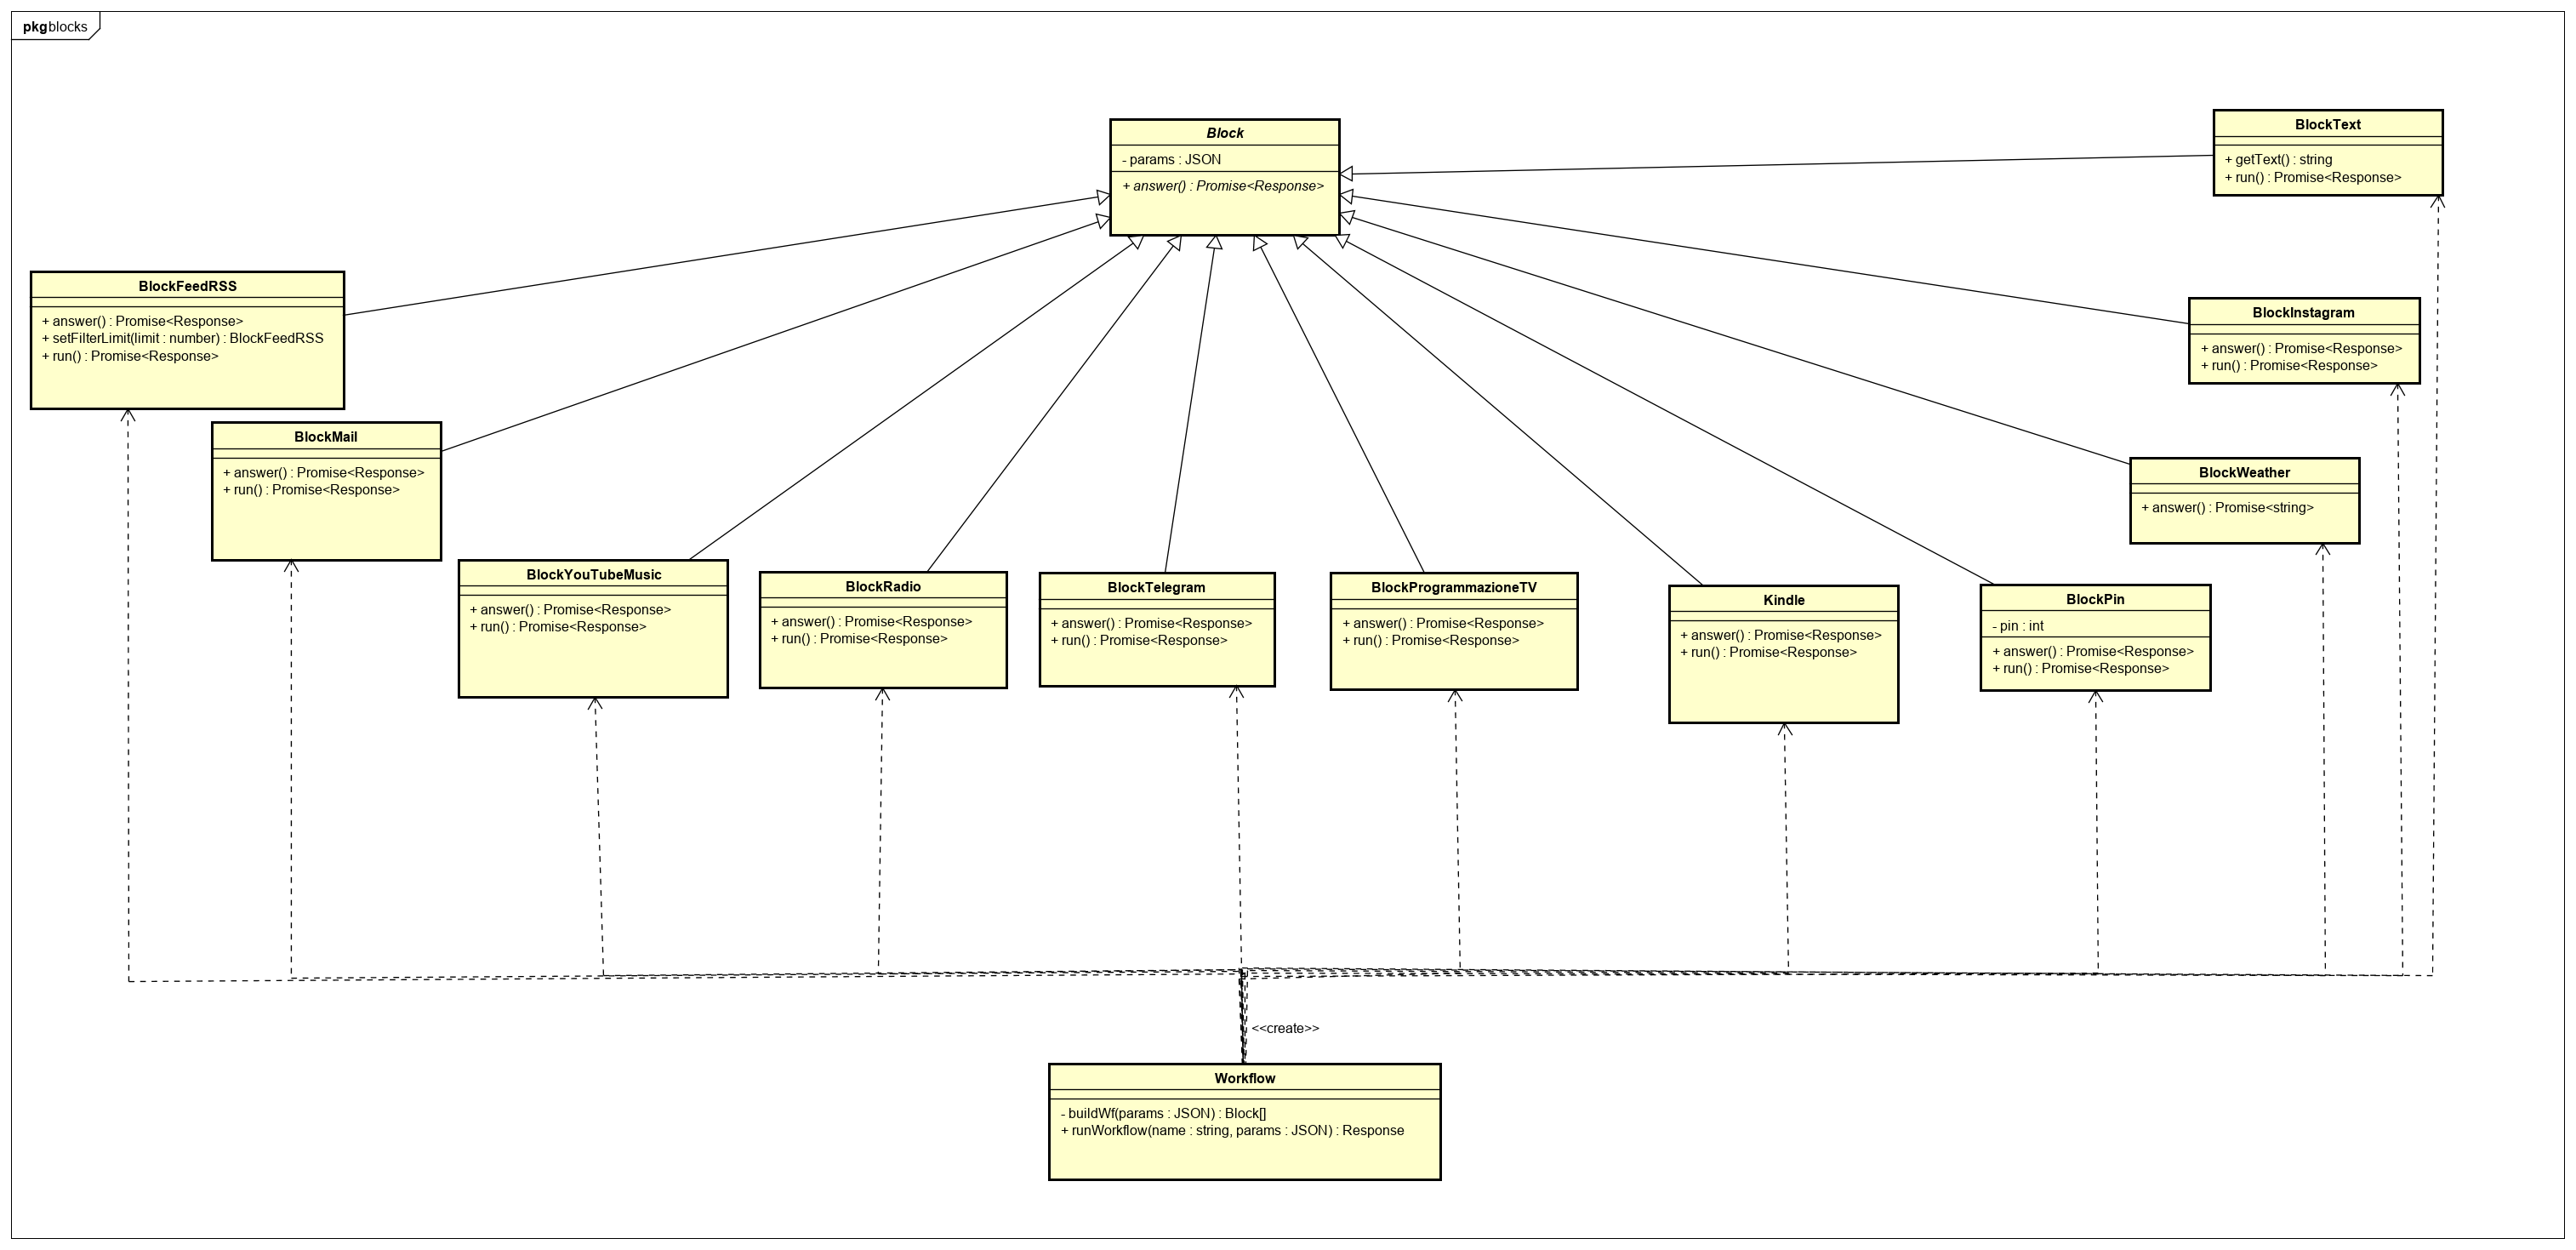 pkg blocks
Block
- params : JSON
+ answer() : Promise<Response>
BlockText
+ getText() : string
+ run() : Promise<Response>
BlockFeedRSS
+ answer() : Promise<Response>
+ setFilterLimit(limit : number) : BlockFeedRSS
+ run() : Promise<Response>
BlockInstagram
+ answer() : Promise<Response>
+ run() : Promise<Response>
BlockMail
+ answer() : Promise<Response>
+ run() : Promise<Response>
BlockWeather
+ answer() : Promise<string>
BlockYouTubeMusic
+ answer() : Promise<Response>
+ run() : Promise<Response>
BlockRadio
+ answer() : Promise<Response>
+ run() : Promise<Response>
BlockTelegram
+ answer() : Promise<Response>
+ run() : Promise<Response>
BlockProgrammazioneTV
+ answer() : Promise<Response>
+ run() : Promise<Response>
Kindle
+ answer() : Promise<Response>
+ run() : Promise<Response>
BlockPin
- pin : int
+ answer() : Promise<Response>
+ run() : Promise<Response>
<<create>>
Workflow
- buildWf(params : JSON) : Block[]
+ runWorkflow(name : string, params : JSON) : Response